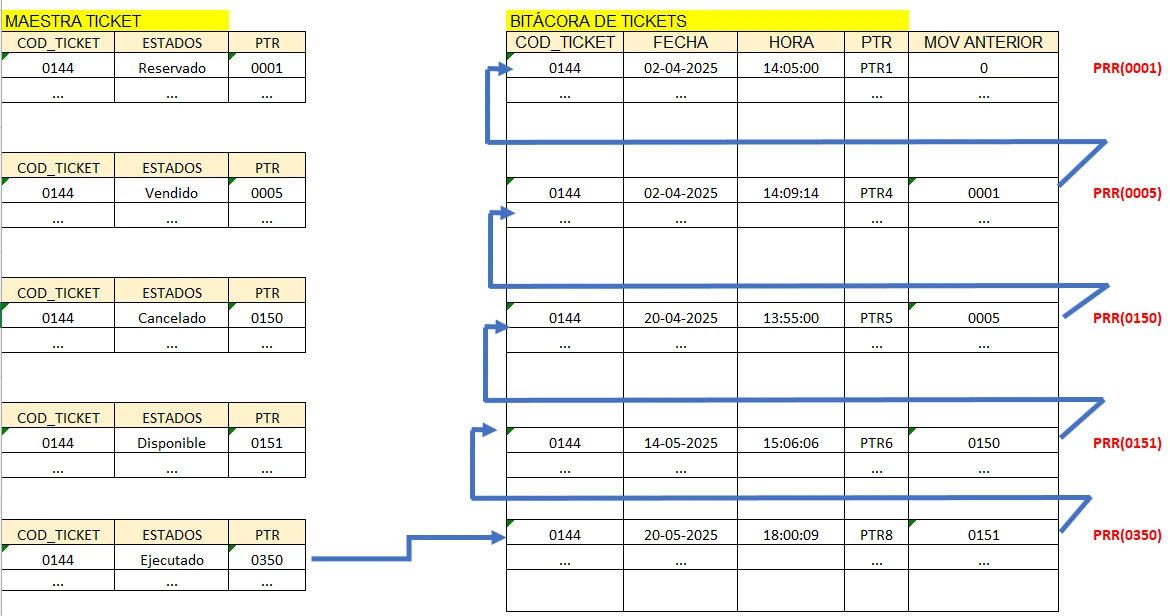 MAESTRA TICKET
COD_TICKET ESTADOS PTR
0144 Reservado 0001
... ... ...
COD_TICKET ESTADOS PTR
0144 Vendido 0005
... ... ...
COD_TICKET ESTADOS PTR
0144 Cancelado 0150
... ... ...
COD_TICKET ESTADOS PTR
0144 Disponible 0151
... ... ...
COD_TICKET ESTADOS PTR
0144 Ejecutado 0350
... ... ...
BITÁCORA DE TICKETS
COD_TICKET FECHA HORA PTR MOV ANTERIOR
0144 02-04-2025 14:05:00 PTR1 0 PRR(0001)
... ... ... ...
0144 02-04-2025 14:09:14 PTR4 0001 PRR(0005)
... ... ... ...
0144 20-04-2025 13:55:00 PTR5 0005 PRR(0150)
... ... ... ...
0144 14-05-2025 15:06:06 PTR6 0150 PRR(0151)
... ... ... ...
0144 20-05-2025 18:00:09 PTR8 0151 PRR(0350)
... ... ... ...